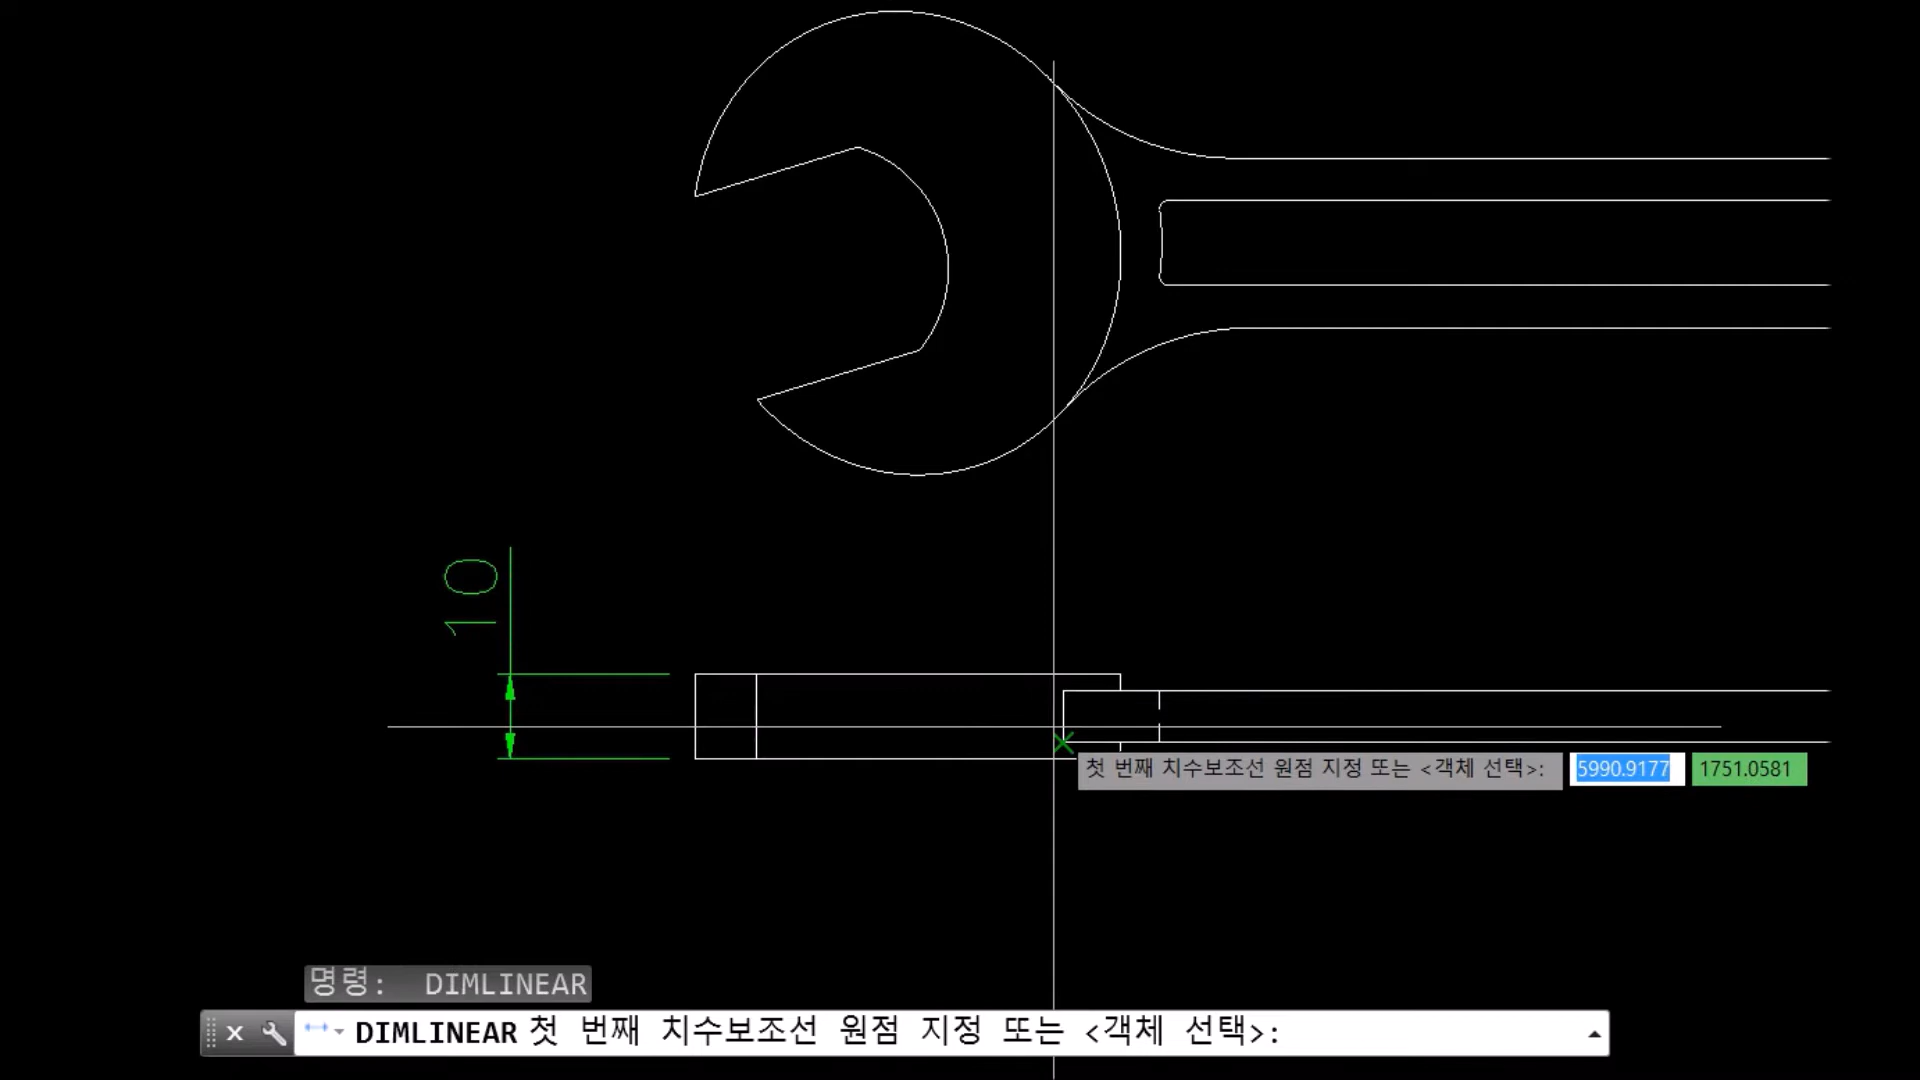 10
첫 번째 치수보조선 원점 지정 또는 <객체 선택>: 5990.9177 1751.0581
명령: DIMLINEAR
DIMLINEAR 첫 번째 치수보조선 원점 지정 또는 <객체 선택>: